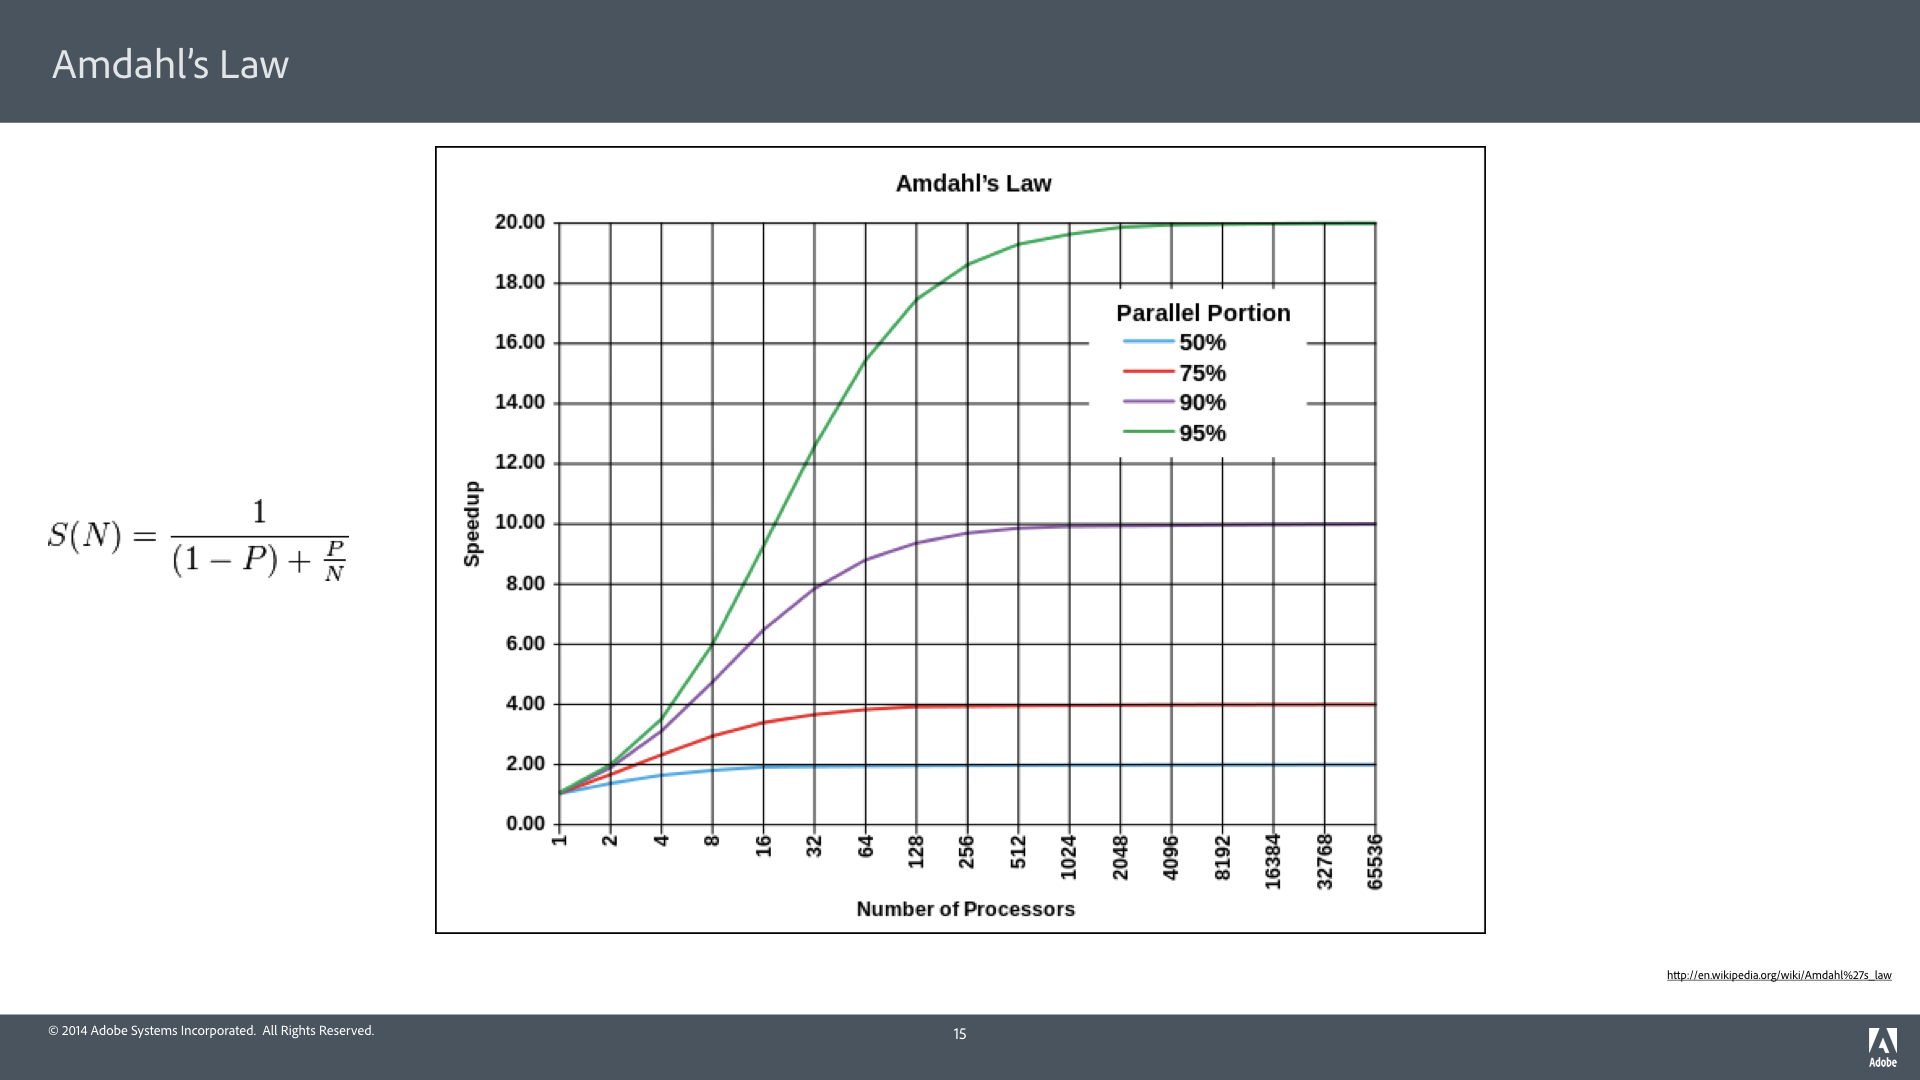 Amdahl’s Law
Amdahl’s Law
20.00
18.00
16.00
14.00
12.00
10.00
8.00
6.00
4.00
2.00
0.00
Speedup
Parallel Portion
50%
75%
90%
95%
1 2 4 8 16 32 64 128 256 512 1024 2048 4096 8192 16384 32768 65536
Number of Processors
S(N) = 1 / ((1 − P) + P/N)
http://en.wikipedia.org/wiki/Amdahl%27s_law
© 2014 Adobe Systems Incorporated. All Rights Reserved.
15
Adobe